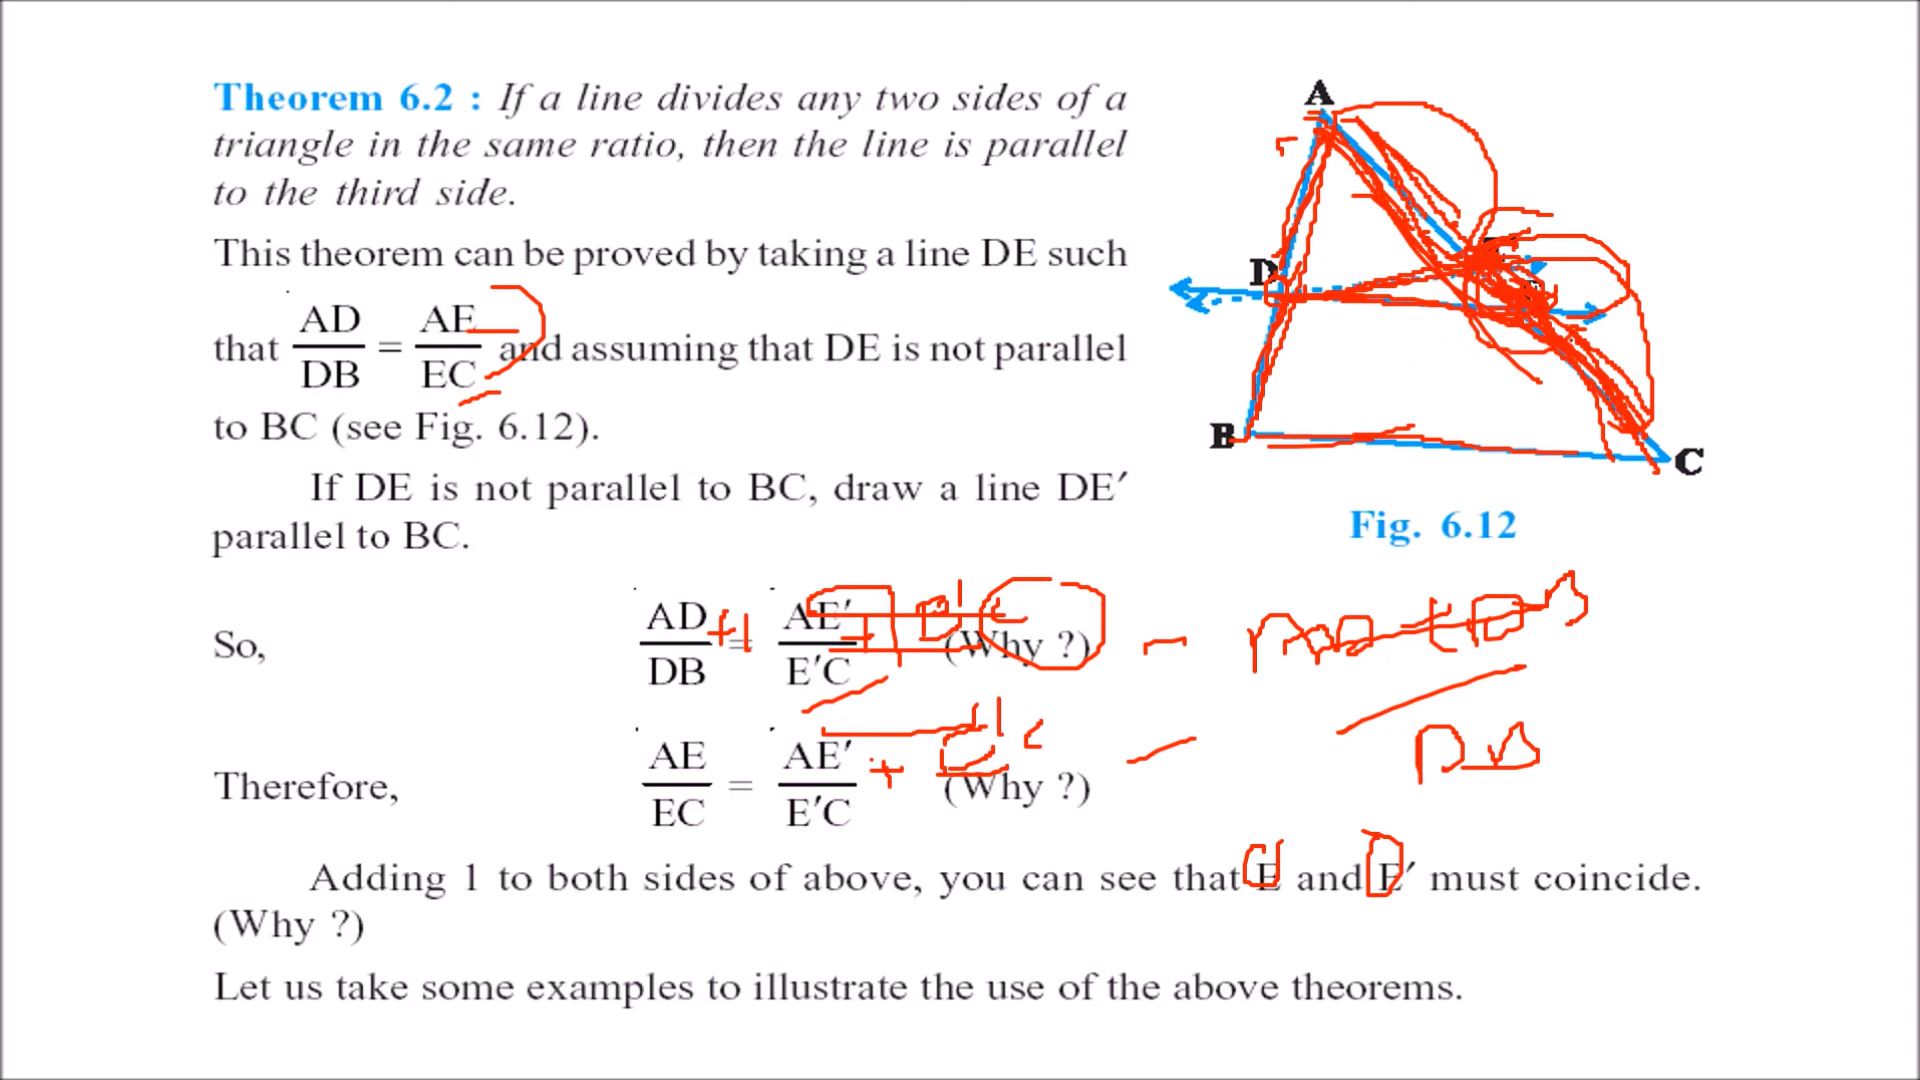 Theorem 6.2 : If a line divides any two sides of a
triangle in the same ratio, then the line is parallel
to the third side.
This theorem can be proved by taking a line DE such
that AD/DB = AE/EC and assuming that DE is not parallel
to BC (see Fig. 6.12).
If DE is not parallel to BC, draw a line DE′
parallel to BC.
A
D
B
C
Fig. 6.12
So, AD/DB +1 = AE′/E′C (Why ?)
Therefore, AE/EC = AE′/E′C + (Why ?)
Adding 1 to both sides of above, you can see that E and E′ must coincide.
(Why ?)
Let us take some examples to illustrate the use of the above theorems.